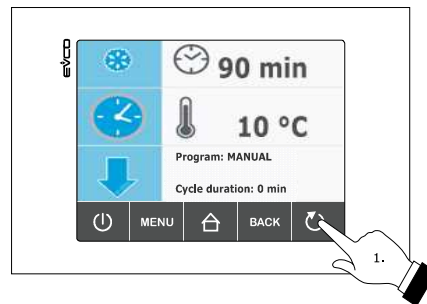 EVCO
90 min
10 °C
Program: MANUAL
Cycle duration: 0 min
MENU
BACK
1.